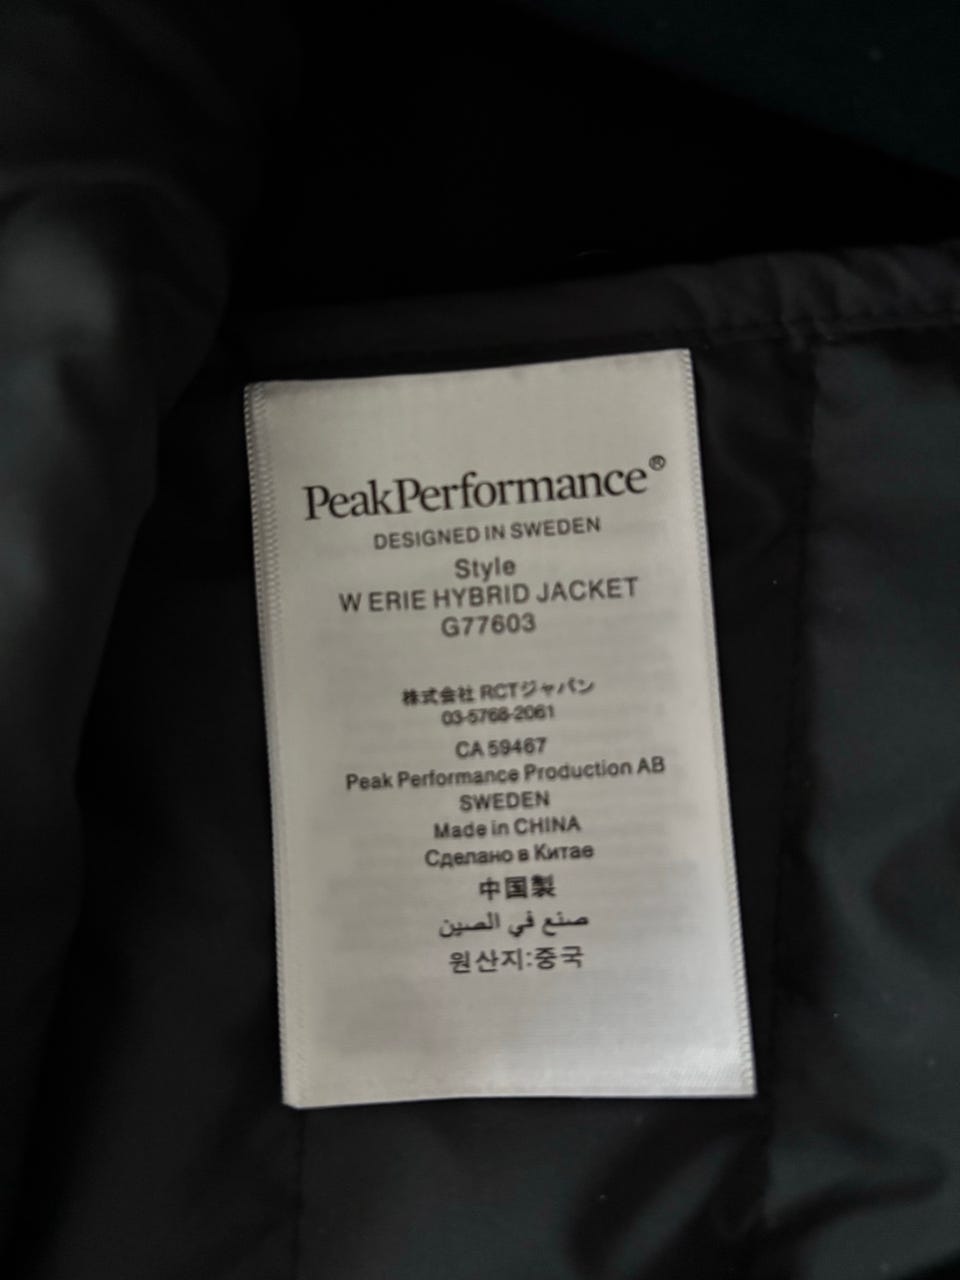 PeakPerformance®
DESIGNED IN SWEDEN
Style
W ERIE HYBRID JACKET
G77603
株式会社 RCTジャパン
03-5768-2061
CA 59467
Peak Performance Production AB
SWEDEN
Made in CHINA
Сделано в Китае
中国製
صنع في الصين
원산지:중국